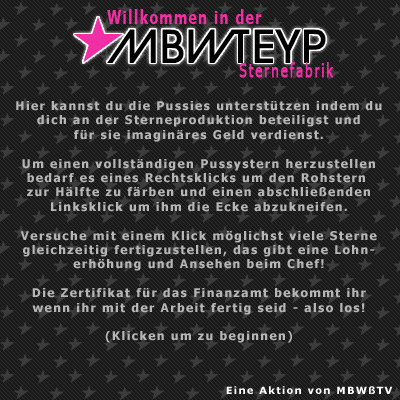 Willkommen in der
MBWTEYP
Sternefabrik
Hier kannst du die Pussies unterstützen indem du
dich an der Sterneproduktion beteiligst und
für sie imaginäres Geld verdienst.
Um einen vollständigen Pussystern herzustellen
bedarf es eines Rechtsklicks um den Rohstern
zur Hälfte zu färben und einen abschließenden
Linksklick um ihm die Ecke abzukneifen.
Versuche mit einem Klick möglichst viele Sterne
gleichzeitig fertigzustellen, das gibt eine Lohn-
erhöhung und Ansehen beim Chef!
Die Zertifikat für das Finanzamt bekommt ihr
wenn ihr mit der Arbeit fertig seid - also los!
(Klicken um zu beginnen)
Eine Aktion von MBWßTV